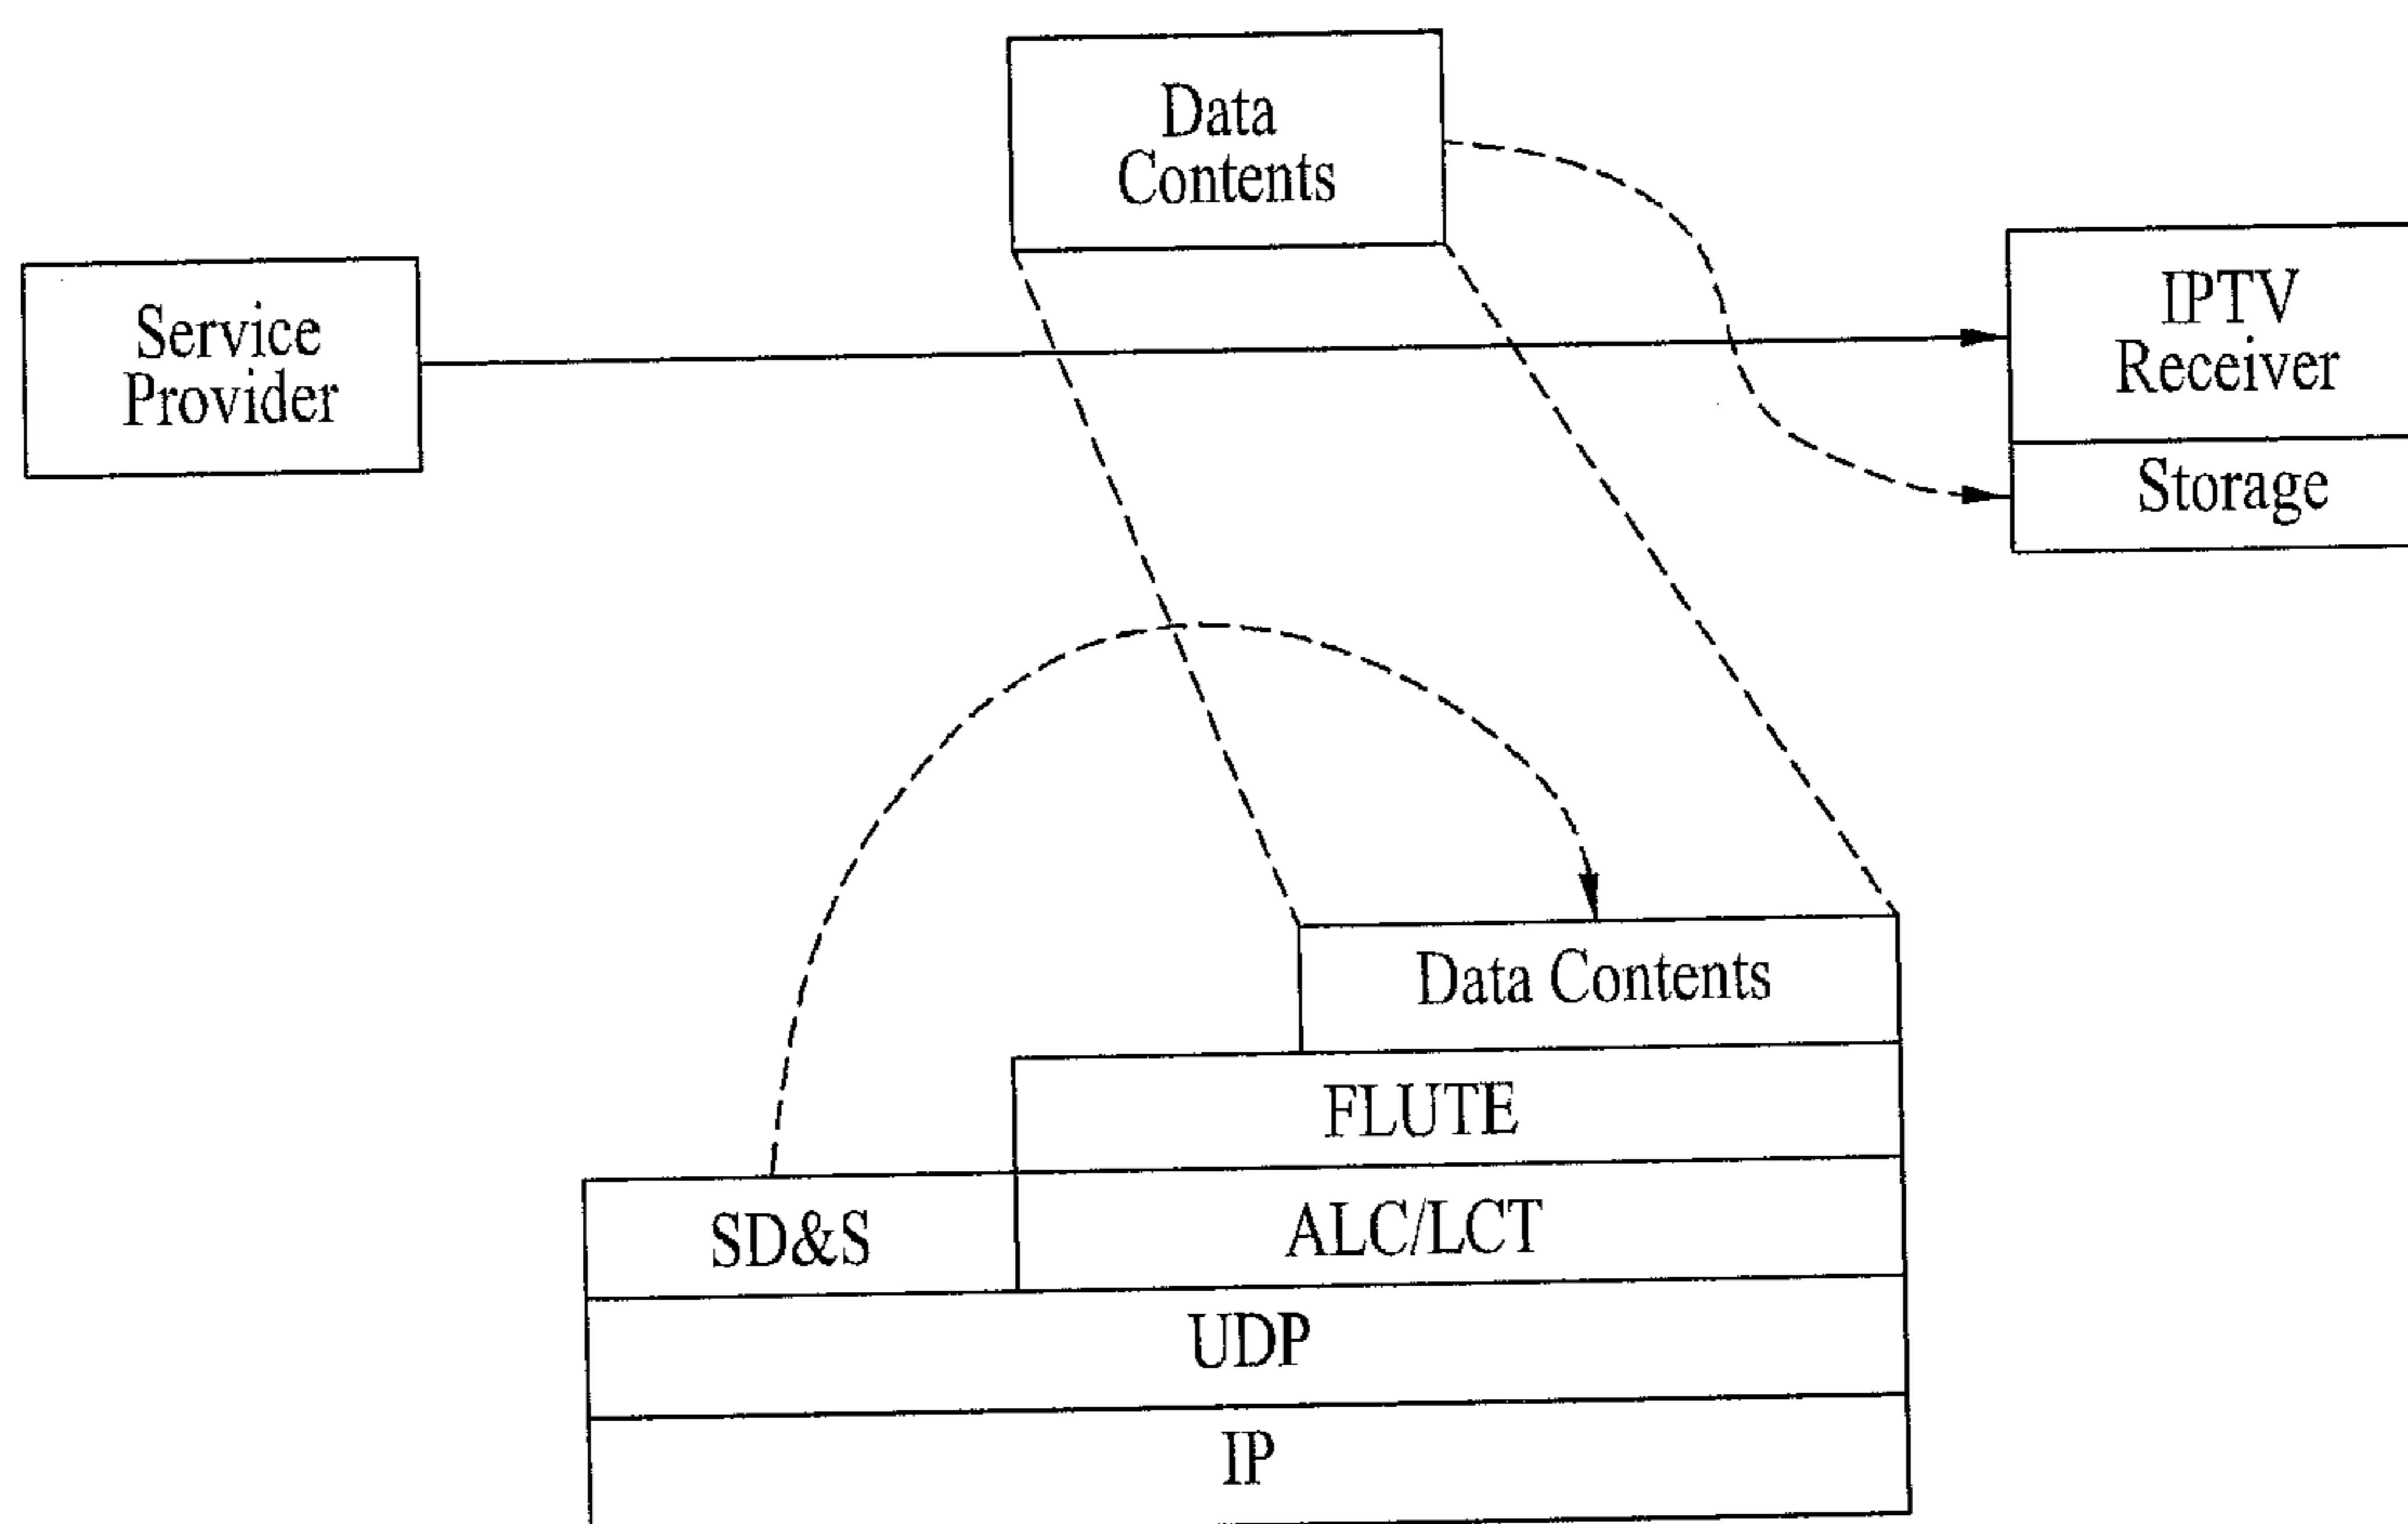 Data
Contents
Service
Provider
IPTV
Receiver
Storage
Data Contents
FLUTE
SD&S
ALC/LCT
UDP
IP